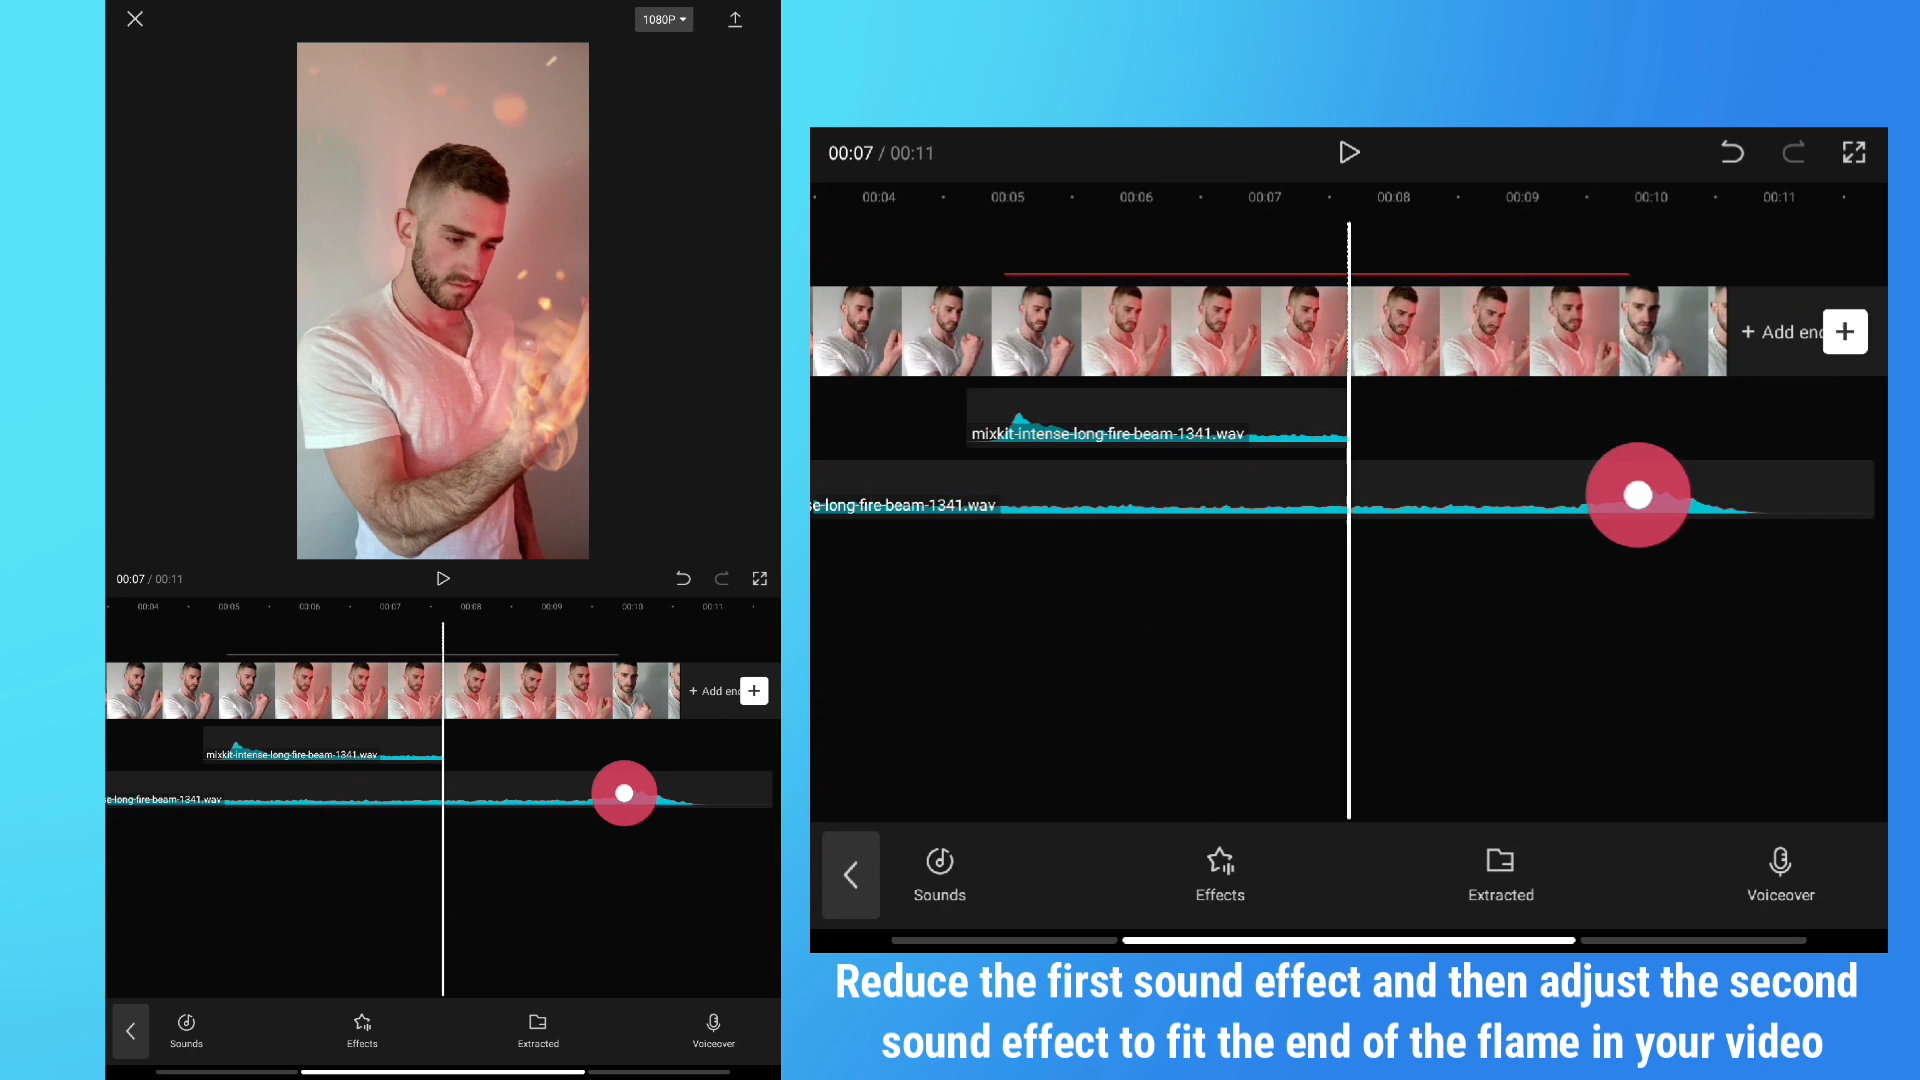 1080P
00:07 / 00:11
00:04 00:05 00:06 00:07 00:08 00:09 00:10 00:11
+ Add end
mixkit-intense-long-fire-beam-1341.wav
se-long-fire-beam-1341.wav
Sounds Effects Extracted Voiceover
00:07 / 00:11
00:04 00:05 00:06 00:07 00:08 00:09 00:10 00:11
+ Add end
mixkit-intense-long-fire-beam-1341.wav
se-long-fire-beam-1341.wav
Sounds Effects Extracted Voiceover
Reduce the first sound effect and then adjust the second
sound effect to fit the end of the flame in your video